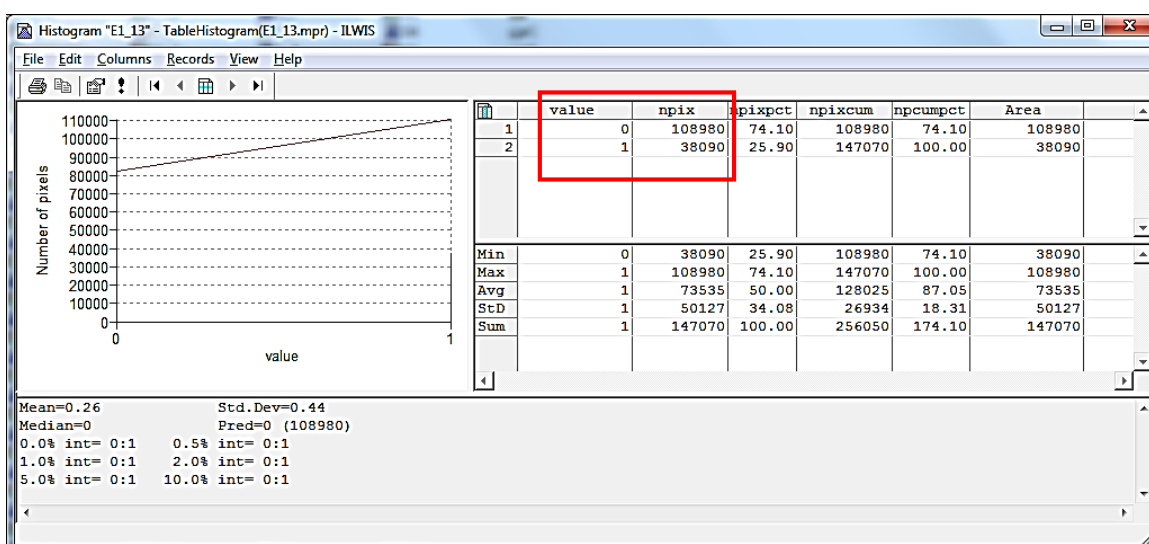 Histogram "E1_13" - TableHistogram(E1_13.mpr) - ILWIS
File Edit Columns Records View Help
110000
100000
90000
80000
70000
60000
50000
40000
30000
20000
10000
0
Number of pixels
0 1
value
value npix npixpct npixcum npcumpct Area
1 0 108980 74.10 108980 74.10 108980
2 1 38090 25.90 147070 100.00 38090
Min 0 38090 25.90 108980 74.10 38090
Max 1 108980 74.10 147070 100.00 108980
Avg 1 73535 50.00 128025 87.05 73535
StD 1 50127 34.08 26934 18.31 50127
Sum 1 147070 100.00 256050 174.10 147070
Mean=0.26 Std.Dev=0.44
Median=0 Pred=0 (108980)
0.0% int= 0:1 0.5% int= 0:1
1.0% int= 0:1 2.0% int= 0:1
5.0% int= 0:1 10.0% int= 0:1